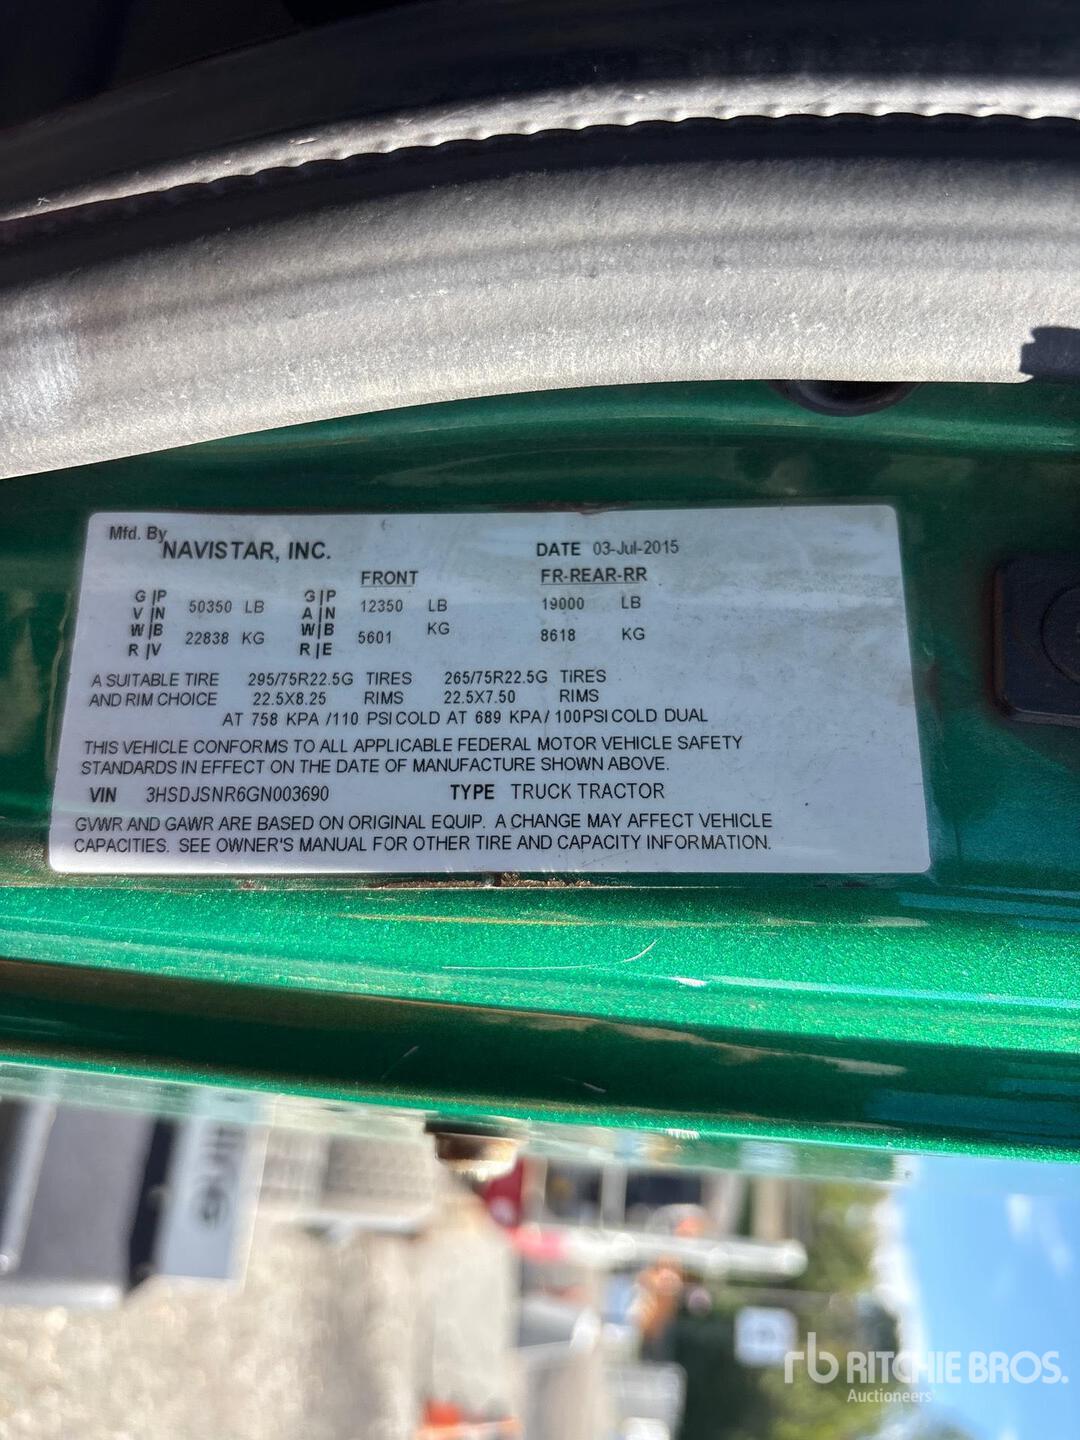 Mfd. By
NAVISTAR, INC.
DATE 03-Jul-2015
FRONT
FR-REAR-RR
G|P
V|N
W|B
R|V
50350 LB
22838 KG
G|P
A|N
W|B
R|E
12350 LB
5601 KG
19000 LB
8618 KG
A SUITABLE TIRE 295/75R22.5G TIRES 265/75R22.5G TIRES
AND RIM CHOICE 22.5X8.25 RIMS 22.5X7.50 RIMS
AT 758 KPA /110 PSI COLD AT 689 KPA/ 100PSI COLD DUAL
THIS VEHICLE CONFORMS TO ALL APPLICABLE FEDERAL MOTOR VEHICLE SAFETY
STANDARDS IN EFFECT ON THE DATE OF MANUFACTURE SHOWN ABOVE.
VIN 3HSDJSNR6GN003690 TYPE TRUCK TRACTOR
GVWR AND GAWR ARE BASED ON ORIGINAL EQUIP. A CHANGE MAY AFFECT VEHICLE
CAPACITIES. SEE OWNER'S MANUAL FOR OTHER TIRE AND CAPACITY INFORMATION.
rb RITCHIE BROS.
Auctioneers